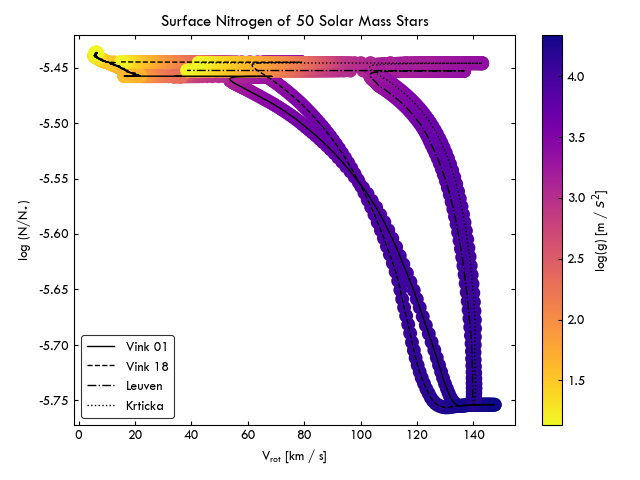 Surface Nitrogen of 50 Solar Mass Stars
log (N/N⋆)
-5.45
-5.50
-5.55
-5.60
-5.65
-5.70
-5.75
Vink 01
Vink 18
Leuven
Krticka
0 20 40 60 80 100 120 140
V_rot [km / s]
4.0
3.5
3.0
2.5
2.0
1.5
log(g) [m / s^2]